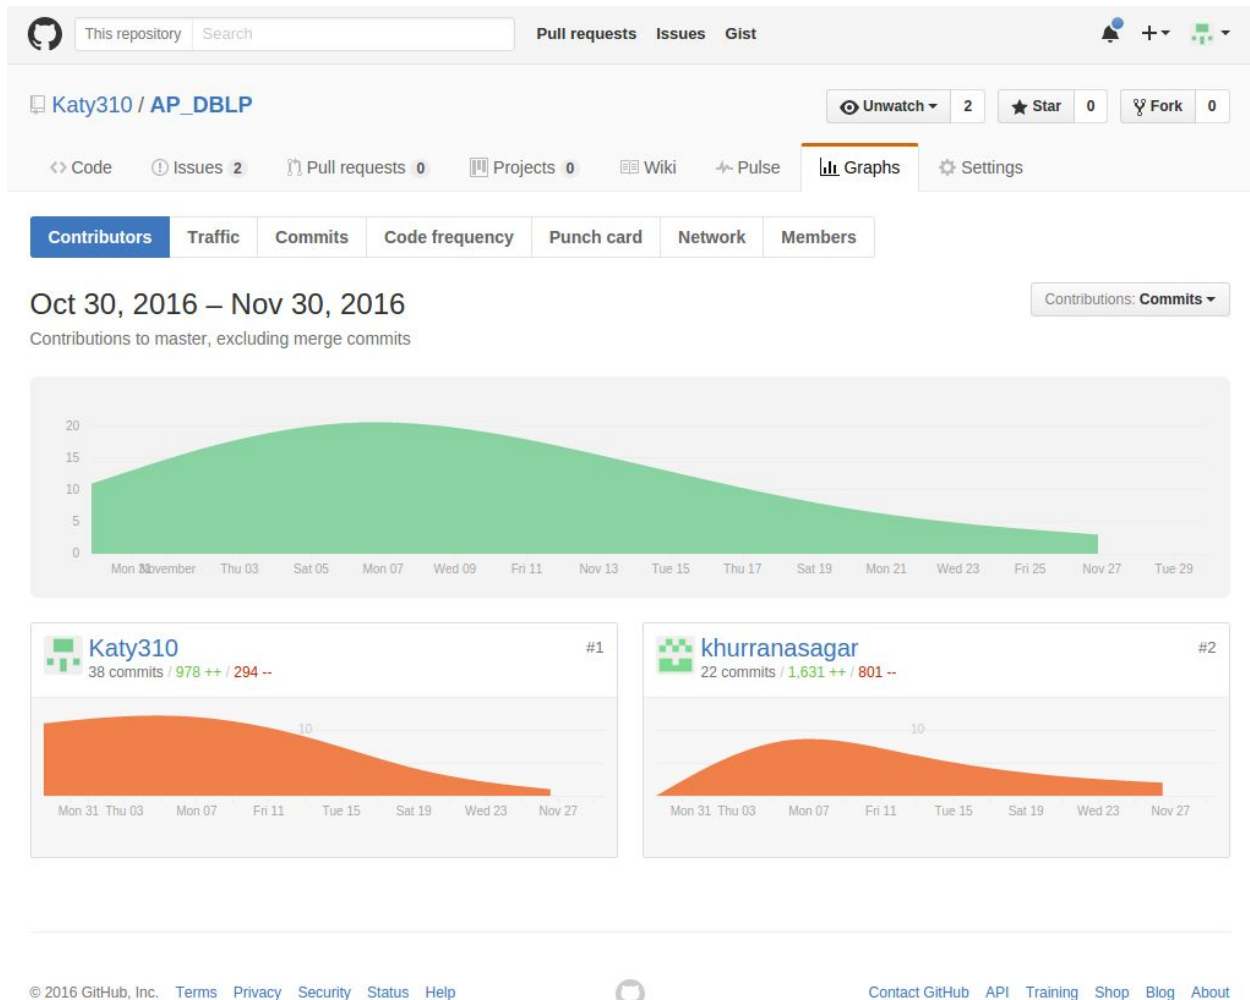 This repository Search Pull requests Issues Gist
Katy310 / AP_DBLP Unwatch 2 Star 0 Fork 0
Code Issues 2 Pull requests 0 Projects 0 Wiki Pulse Graphs Settings
Contributors Traffic Commits Code frequency Punch card Network Members
Oct 30, 2016 – Nov 30, 2016 Contributions: Commits
Contributions to master, excluding merge commits
20
15
10
5
0
Mon 31 November Thu 03 Sat 05 Mon 07 Wed 09 Fri 11 Nov 13 Tue 15 Thu 17 Sat 19 Mon 21 Wed 23 Fri 25 Nov 27 Tue 29
Katy310 #1
38 commits / 978 ++ / 294 --
10
Mon 31 Thu 03 Mon 07 Fri 11 Tue 15 Sat 19 Wed 23 Nov 27
khurranasagar #2
22 commits / 1,631 ++ / 801 --
10
Mon 31 Thu 03 Mon 07 Fri 11 Tue 15 Sat 19 Wed 23 Nov 27
© 2016 GitHub, Inc. Terms Privacy Security Status Help Contact GitHub API Training Shop Blog About